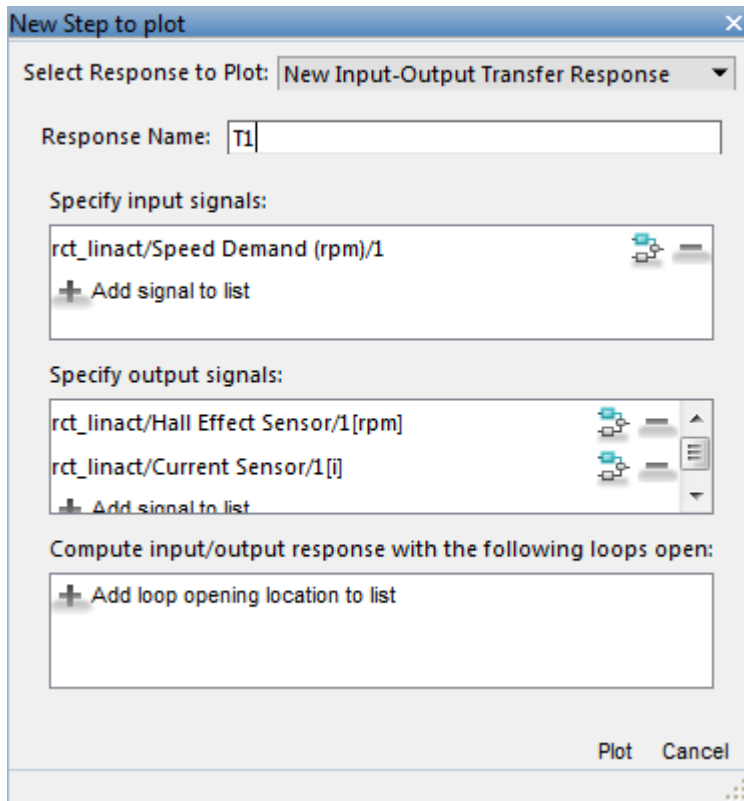 New Step to plot
Select Response to Plot: New Input-Output Transfer Response
Response Name: T1
Specify input signals:
rct_linact/Speed Demand (rpm)/1
Add signal to list
Specify output signals:
rct_linact/Hall Effect Sensor/1[rpm]
rct_linact/Current Sensor/1[i]
Add signal to list
Compute input/output response with the following loops open:
Add loop opening location to list
Plot Cancel